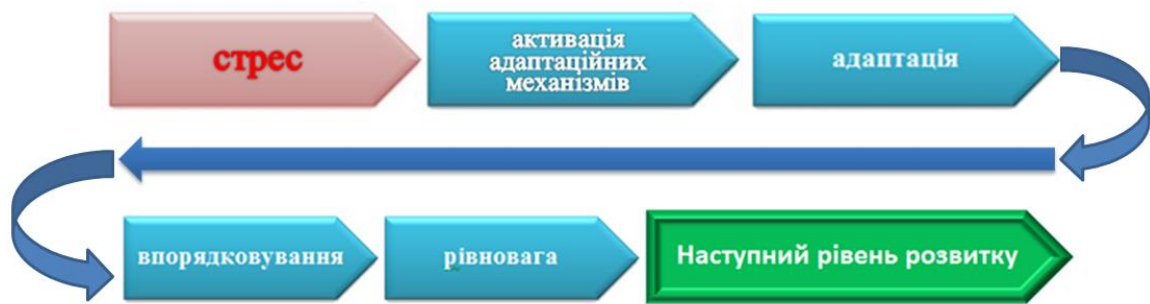 стрес
активація
адаптаційних
механізмів
адаптація
впорядковування
рівновага
Наступний рівень розвитку